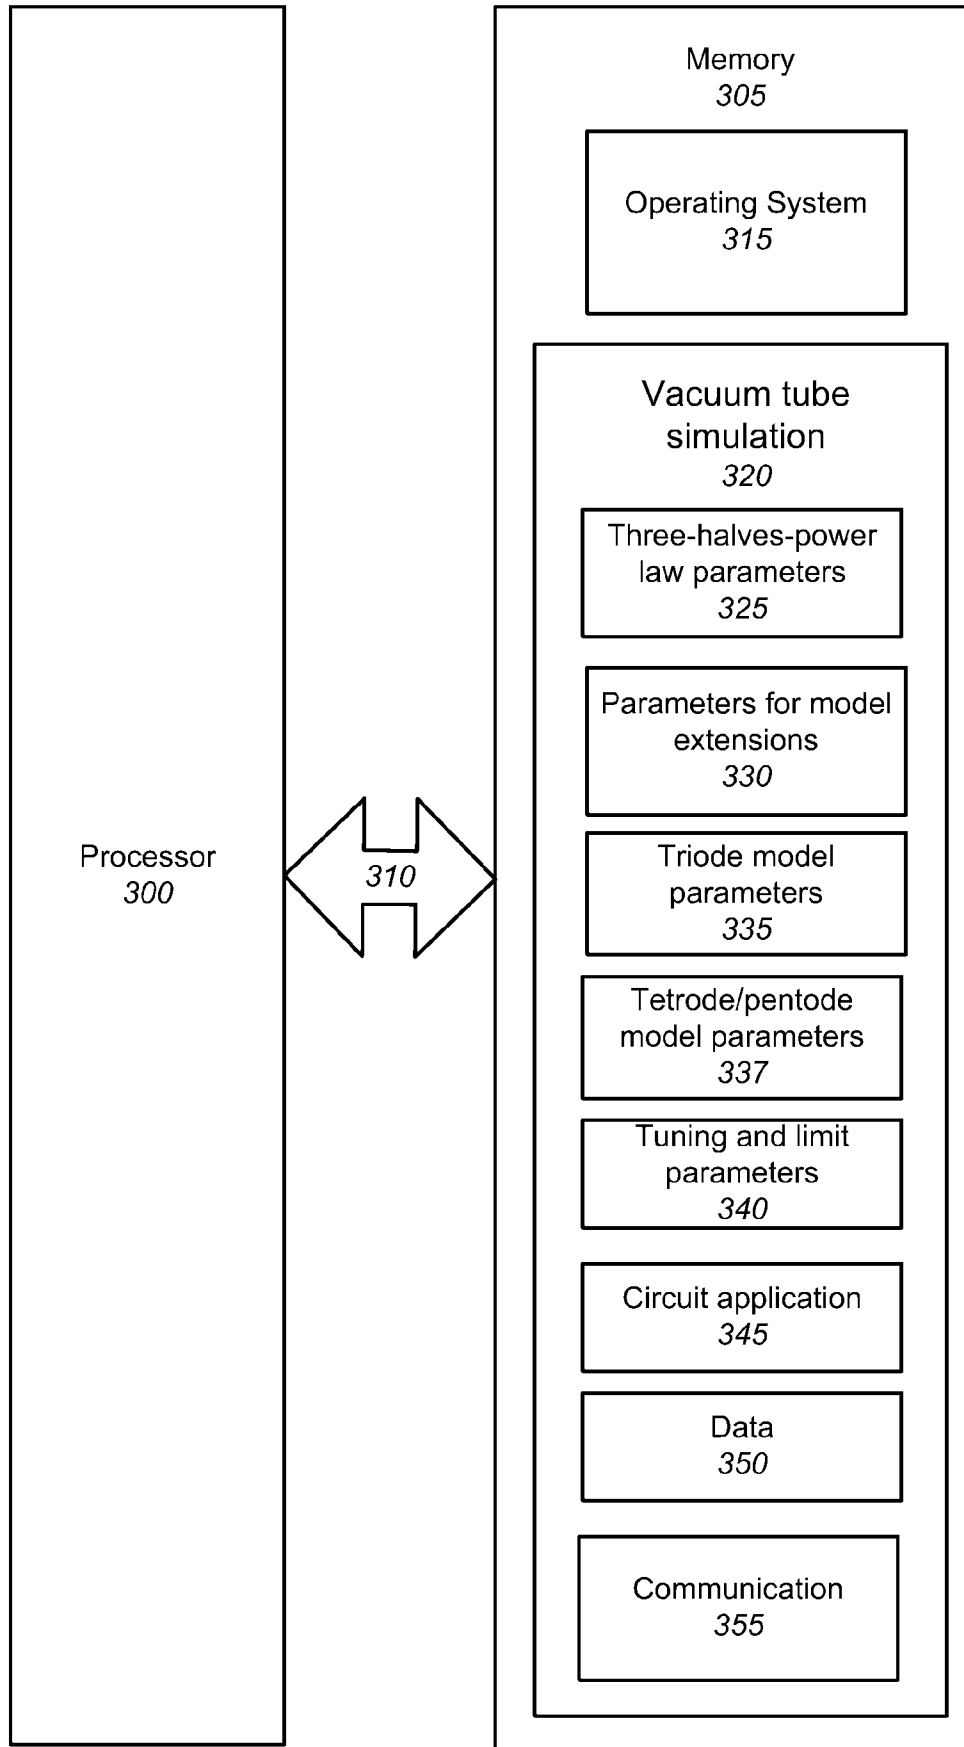 Processor
300
310
Memory
305
Operating System
315
Vacuum tube
simulation
320
Three-halves-power
law parameters
325
Parameters for model
extensions
330
Triode model
parameters
335
Tetrode/pentode
model parameters
337
Tuning and limit
parameters
340
Circuit application
345
Data
350
Communication
355